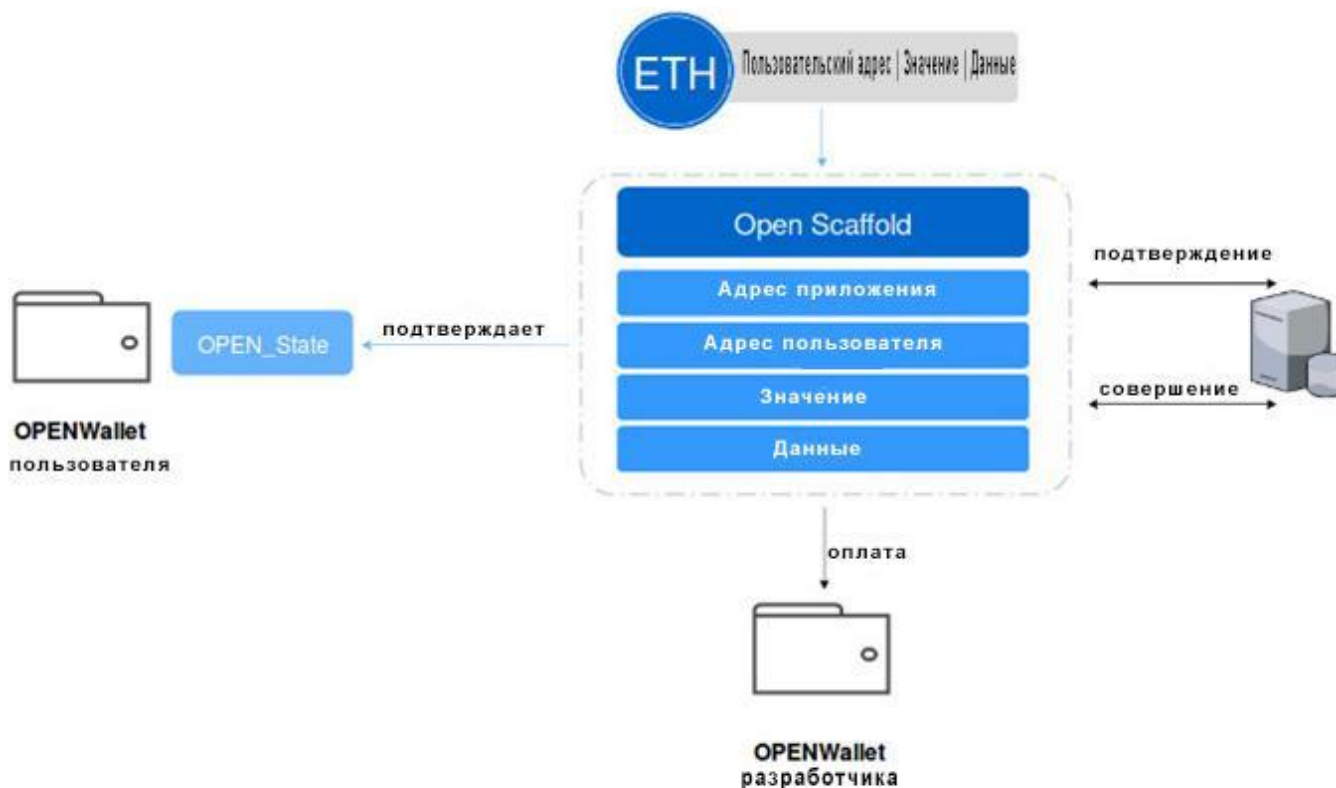 ETH
Пользовательский адрес | Значение | Данные
Open Scaffold
Адрес приложения
Адрес пользователя
Значение
Данные
подтверждение
совершение
подтверждает
OPEN_State
OPENWallet
пользователя
оплата
OPENWallet
разработчика